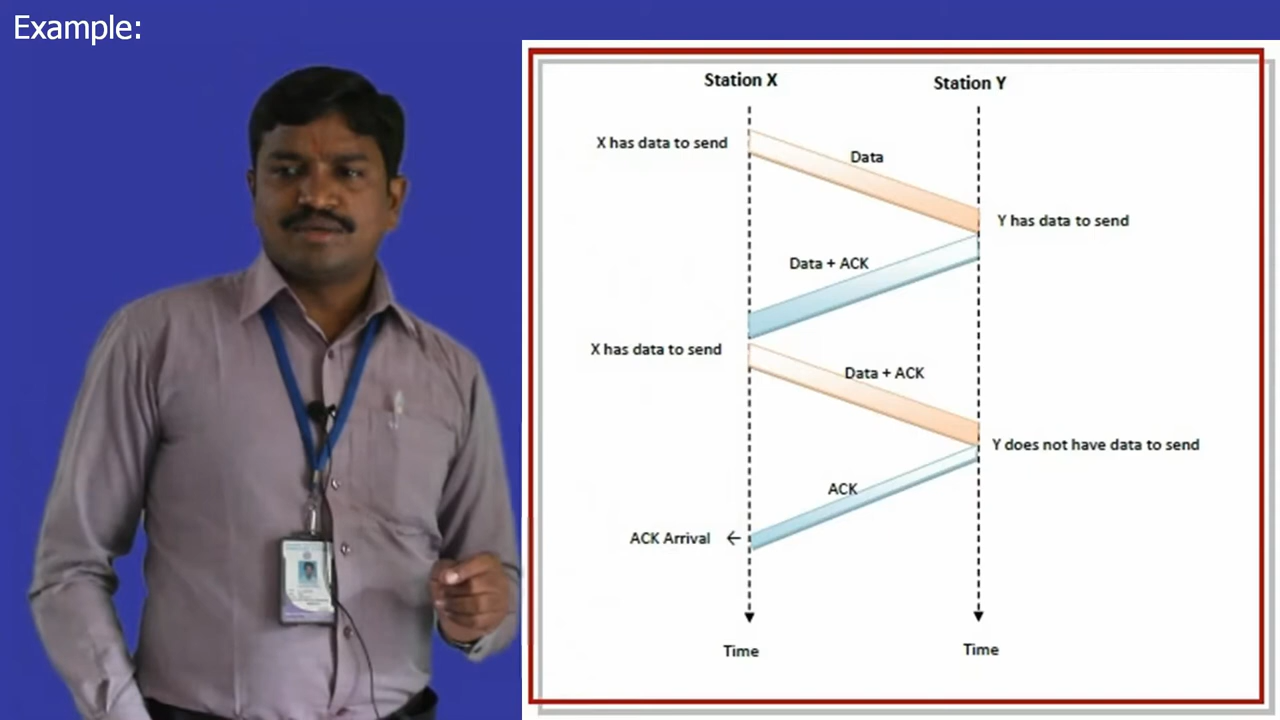 Example:
Station X
Station Y
X has data to send
Data
Y has data to send
Data + ACK
X has data to send
Data + ACK
Y does not have data to send
ACK
ACK Arrival ←
Time
Time